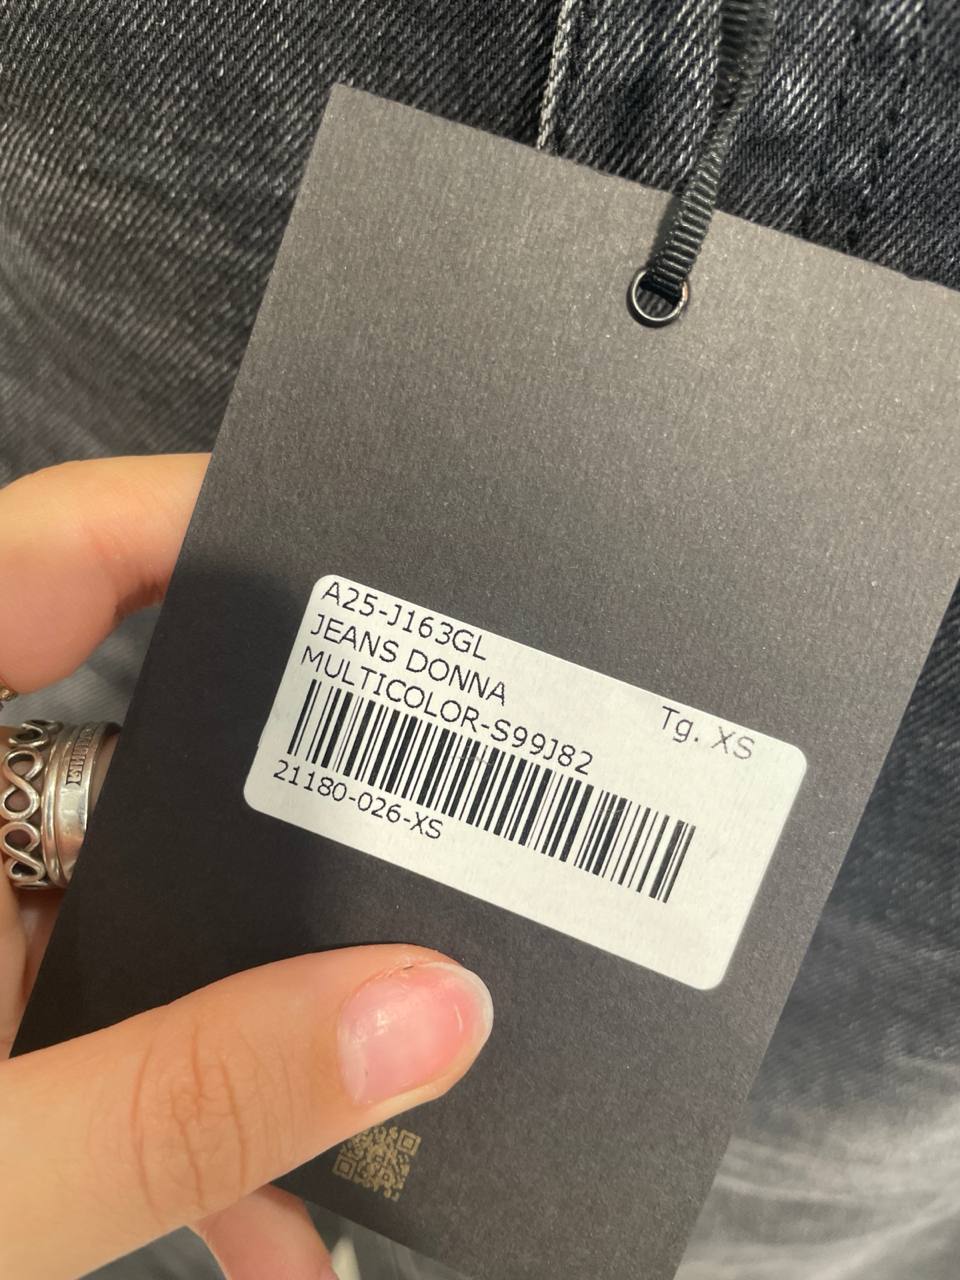 A25-J163GL
JEANS DONNA
MULTICOLOR-S99J82
Tg. XS
21180-026-XS